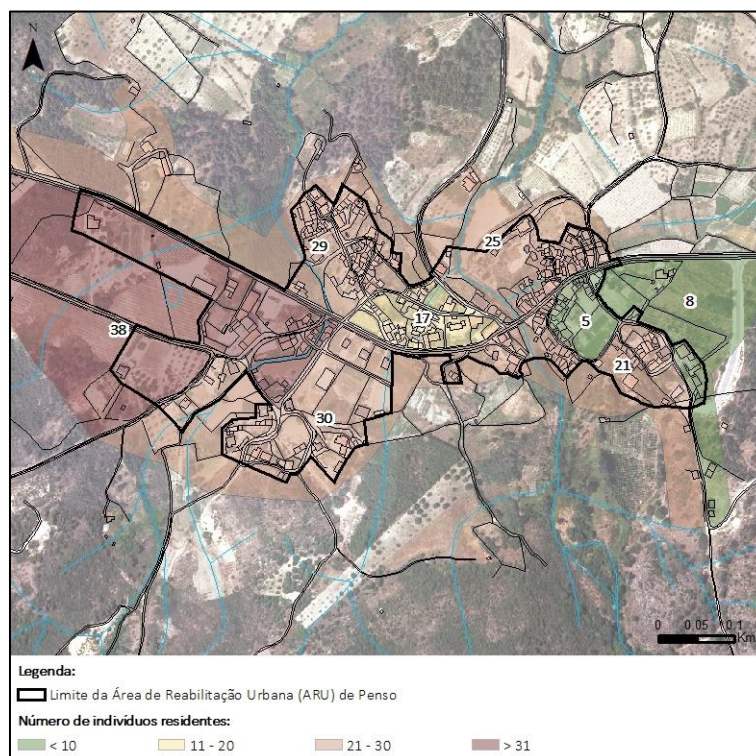 N
29
25
17
5
8
38
21
30
0 0,05 0,1
Km
Legenda:
Limite da Área de Reabilitação Urbana (ARU) de Penso
Número de indivíduos residentes:
< 10 11 - 20 21 - 30 > 31